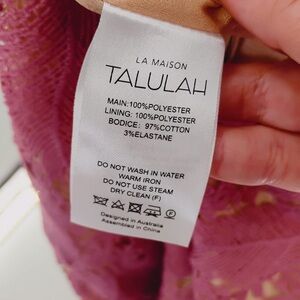 LA MAISON
TALULAH
MAIN:100%POLYESTER
LINING: 100%POLYESTER
BODICE: 97%COTTON
3%ELASTANE
DO NOT WASH IN WATER
WARM IRON
DO NOT USE STEAM
DRY CLEAN (F)
F
Designed in Australia
Assembled in China